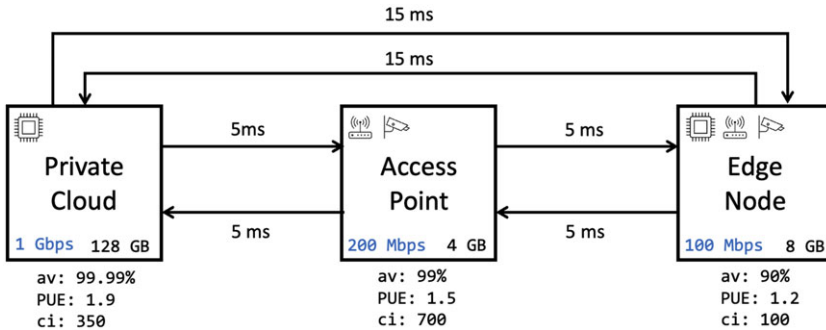 15 ms
15 ms
5ms
5 ms
Private
Cloud
Access
Point
Edge
Node
5 ms
5 ms
1 Gbps 128 GB
200 Mbps 4 GB
100 Mbps 8 GB
av: 99.99%
PUE: 1.9
ci: 350
av: 99%
PUE: 1.5
ci: 700
av: 90%
PUE: 1.2
ci: 100